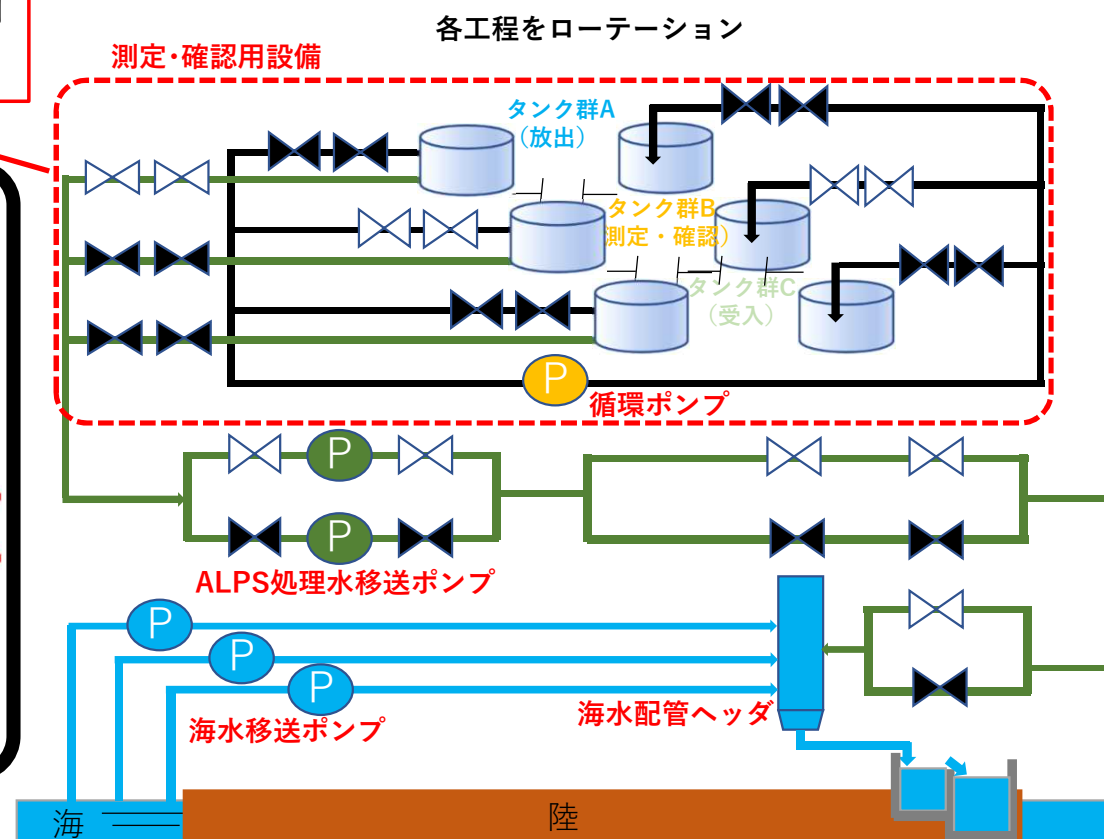 各工程をローテーション
測定･確認用設備
タンク群A
（放出）
タンク群B
測定・確認）
タンク群C
（受入）
P
循環ポンプ
P
P
ALPS処理水移送ポンプ
P
P
P
海水移送ポンプ
海水配管ヘッダ
海
陸